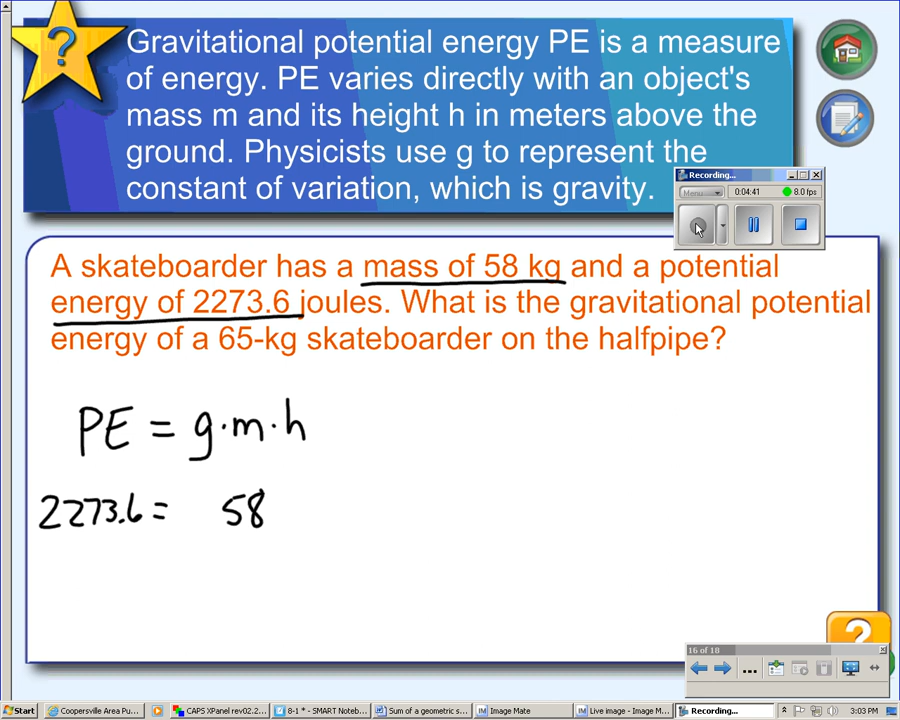 ?
Gravitational potential energy PE is a measure
of energy. PE varies directly with an object's
mass m and its height h in meters above the
ground. Physicists use g to represent the
constant of variation, which is gravity.
Recording...
Menu
0:04:41
8.0 fps
A skateboarder has a mass of 58 kg and a potential
energy of 2273.6 joules. What is the gravitational potential
energy of a 65-kg skateboarder on the halfpipe?
PE = g·m·h
2273.6 = 58
?
16 of 18
...
Start
Coopersville Area Pu...
CAPS XPanel rev02.2...
8-1 * - SMART Noteb...
Sum of a geometric s...
Image Mate
Live image - Image M...
Recording...
3:03 PM